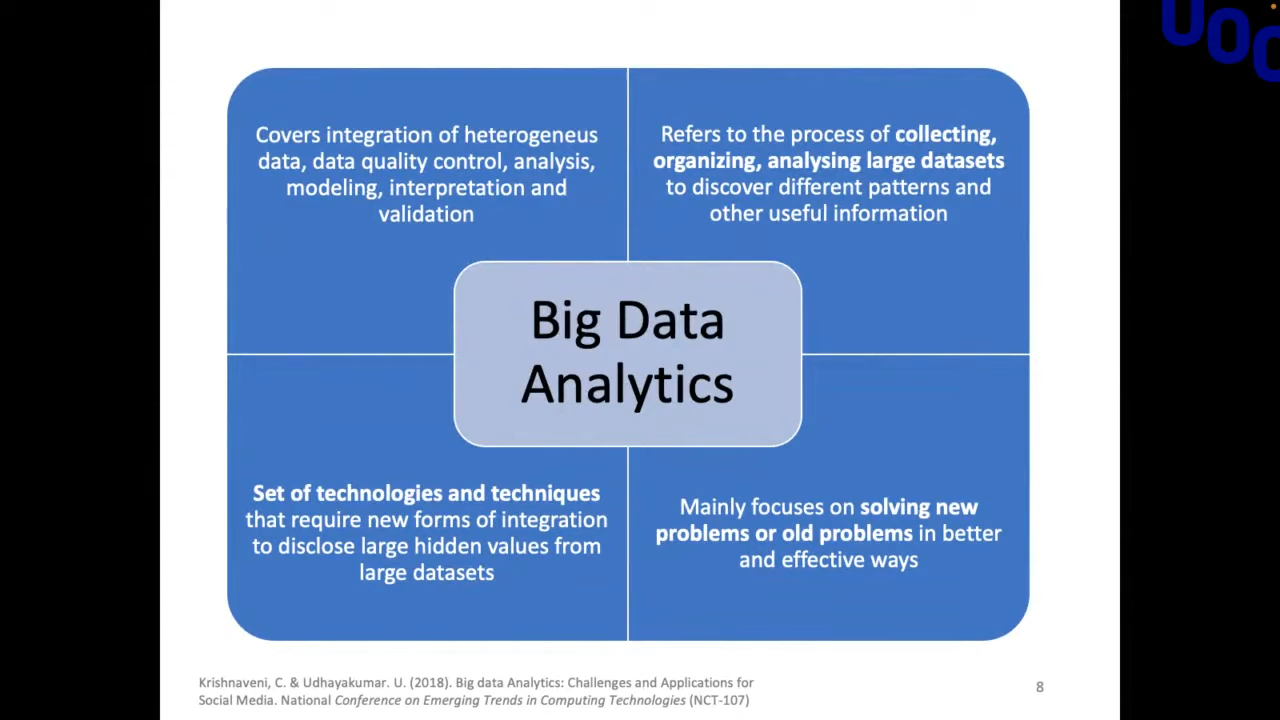 UOC
Covers integration of heterogeneus
data, data quality control, analysis,
modeling, interpretation and
validation
Refers to the process of collecting,
organizing, analysing large datasets
to discover different patterns and
other useful information
Big Data
Analytics
Set of technologies and techniques
that require new forms of integration
to disclose large hidden values from
large datasets
Mainly focuses on solving new
problems or old problems in better
and effective ways
Krishnaveni, C. & Udhayakumar. U. (2018). Big data Analytics: Challenges and Applications for
Social Media. National Conference on Emerging Trends in Computing Technologies (NCT-107)
8